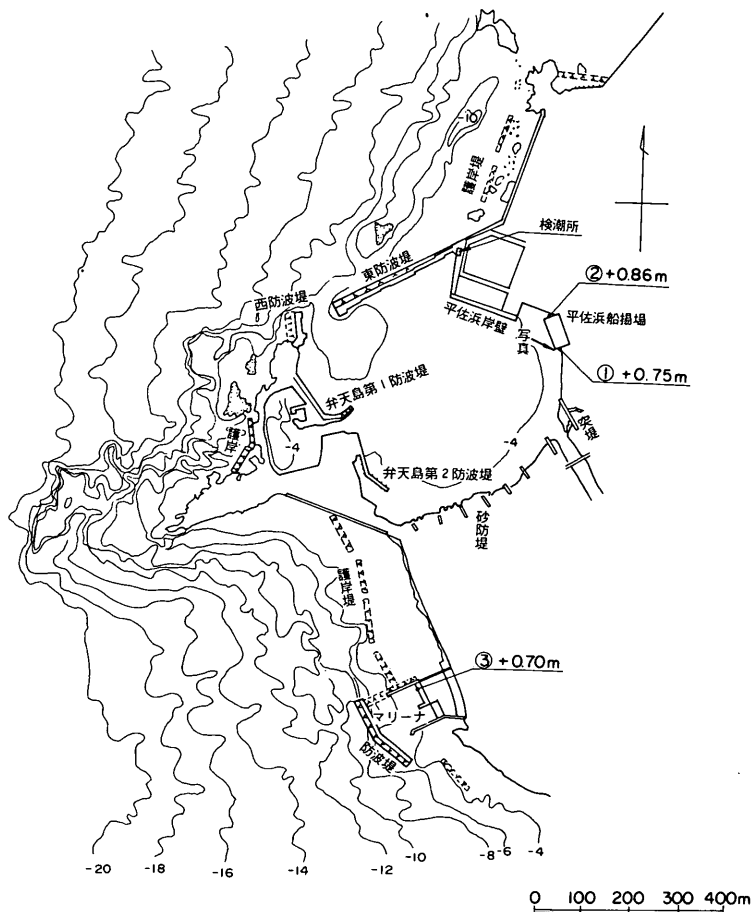 -10
護岸堤
検潮所
東防波堤
②+0.86m
西防波堤
平佐浜岸壁
平佐浜船揚場
写真
①+0.75m
弁天島第1防波堤
-4
護岸
-4
突堤
弁天島第2防波堤
砂防堤
護岸堤
③+0.70m
マリーナ
防波堤
-20
-18
-16
-14
-12
-10
-8
-6
-4
0 100 200 300 400m